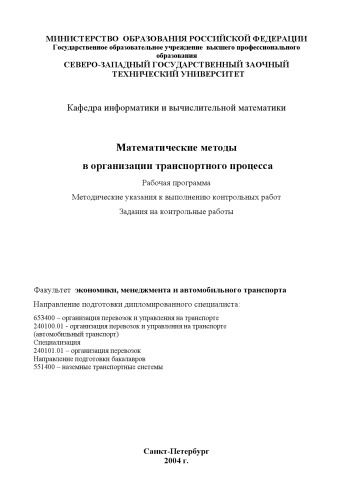 МИНИСТЕРСТВО ОБРАЗОВАНИЯ РОССИЙСКОЙ ФЕДЕРАЦИИ
Государственное образовательное учреждение высшего профессионального
образования
СЕВЕРО-ЗАПАДНЫЙ ГОСУДАРСТВЕННЫЙ ЗАОЧНЫЙ
ТЕХНИЧЕСКИЙ УНИВЕРСИТЕТ
Кафедра информатики и вычислительной математики
Математические методы
в организации транспортного процесса
Рабочая программа
Методические указания к выполнению контрольных работ
Задания на контрольные работы
Факультет экономики, менеджмента и автомобильного транспорта
Направление подготовки дипломированного специалиста:
653400 – организация перевозок и управления на транспорте
240100.01 - организация перевозок и управления на транспорте
(автомобильный транспорт)
Специализация
240101.01 – организация перевозок
Направление подготовки бакалавров
551400 – наземные транспортные системы
Санкт-Петербург
2004 г.